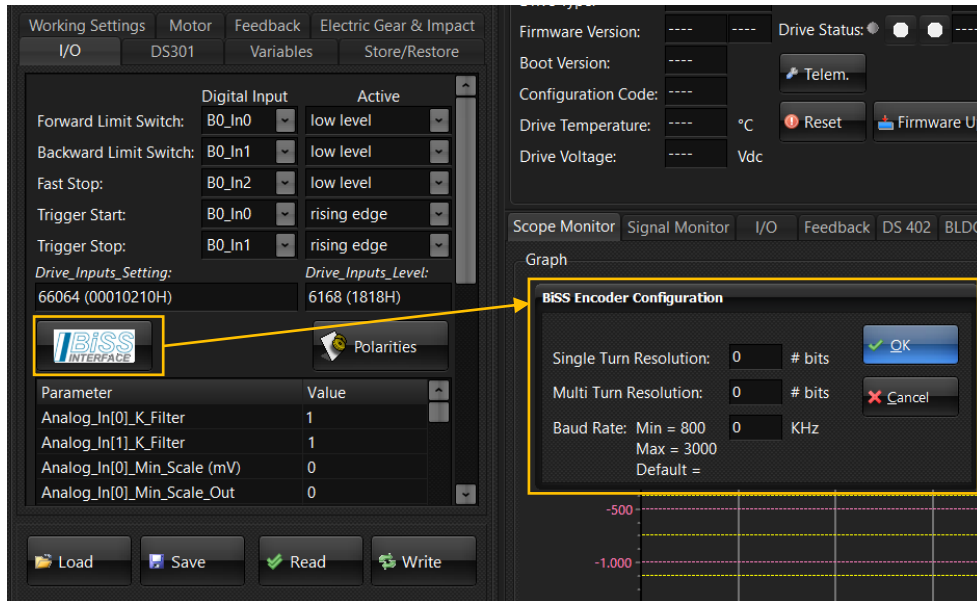 Working Settings Motor Feedback Electric Gear & Impact
I/O DS301 Variables Store/Restore
Digital Input Active
Forward Limit Switch: B0_In0 low level
Backward Limit Switch: B0_In1 low level
Fast Stop: B0_In2 low level
Trigger Start: B0_In0 rising edge
Trigger Stop: B0_In1 rising edge
Drive_Inputs_Setting: Drive_Inputs_Level:
66064 (00010210H) 6168 (1818H)
BiSS
INTERFACE
Polarities
Parameter Value
Analog_In[0]_K_Filter 1
Analog_In[1]_K_Filter 1
Analog_In[0]_Min_Scale (mV) 0
Analog_In[0]_Min_Scale_Out 0
Load Save Read Write
Firmware Version: ---- ---- Drive Status: ----
Boot Version: ----
Telem.
Configuration Code: ----
Drive Temperature: ---- °C
Reset Firmware U
Drive Voltage: ---- Vdc
Scope Monitor Signal Monitor I/O Feedback DS 402 BLDC
Graph
BiSS Encoder Configuration
Single Turn Resolution: 0 # bits
OK
Multi Turn Resolution: 0 # bits
Cancel
Baud Rate: Min = 800 0 KHz
Max = 3000
Default =
-500
-1.000